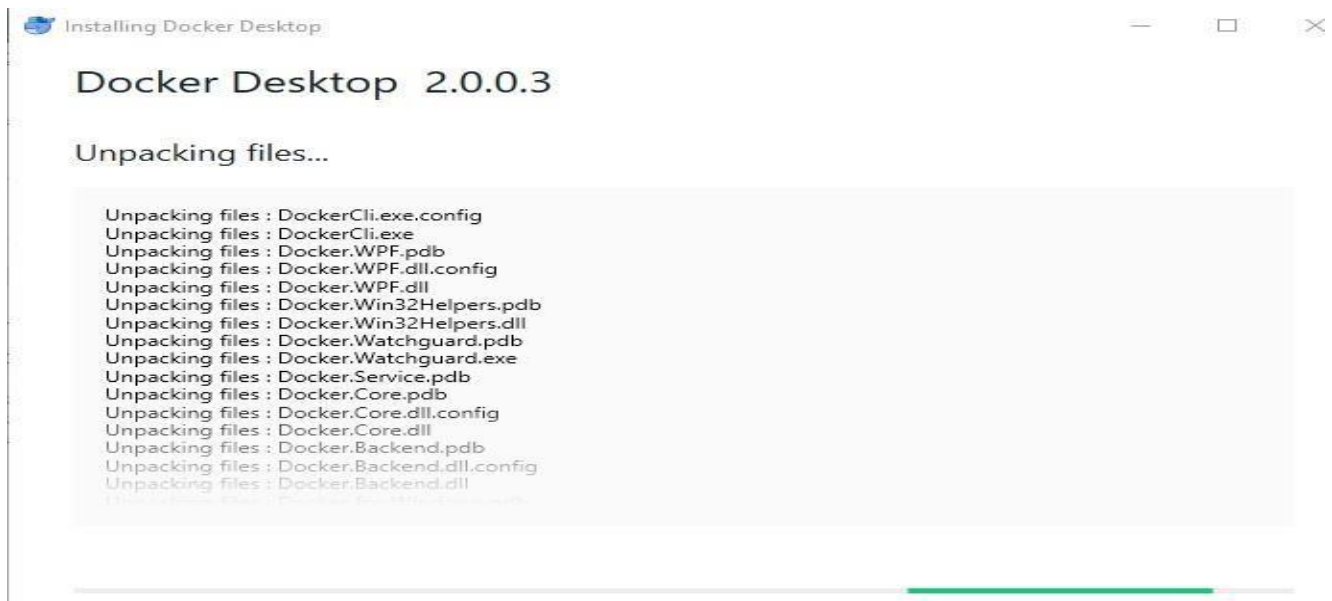 Installing Docker Desktop
Docker Desktop 2.0.0.3
Unpacking files...
Unpacking files : DockerCli.exe.config
Unpacking files : DockerCli.exe
Unpacking files : Docker.WPF.pdb
Unpacking files : Docker.WPF.dll.config
Unpacking files : Docker.WPF.dll
Unpacking files : Docker.Win32Helpers.pdb
Unpacking files : Docker.Win32Helpers.dll
Unpacking files : Docker.Watchguard.pdb
Unpacking files : Docker.Watchguard.exe
Unpacking files : Docker.Service.pdb
Unpacking files : Docker.Core.pdb
Unpacking files : Docker.Core.dll.config
Unpacking files : Docker.Core.dll
Unpacking files : Docker.Backend.pdb
Unpacking files : Docker.Backend.dll.config
Unpacking files : Docker.Backend.dll